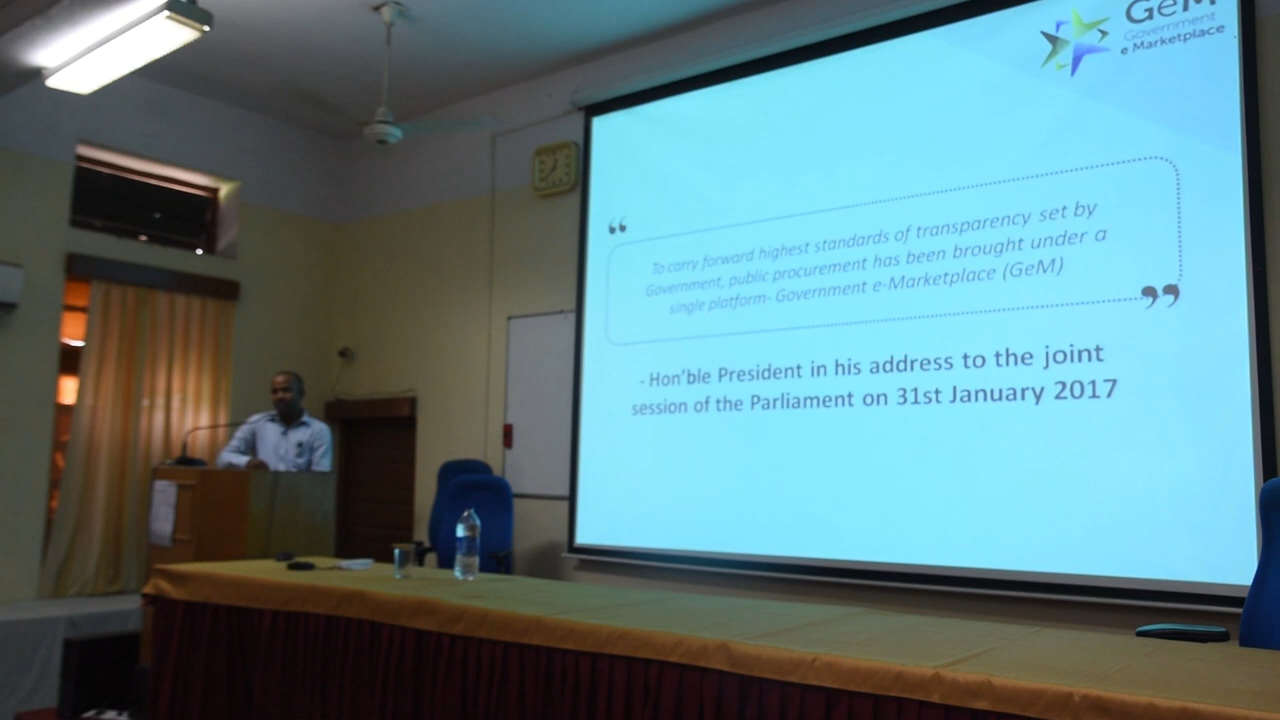 GeM
Government
e Marketplace
“
To carry forward highest standards of transparency set by
Government, public procurement has been brought under a
single platform- Government e-Marketplace (GeM)
”
- Hon’ble President in his address to the joint
session of the Parliament on 31st January 2017